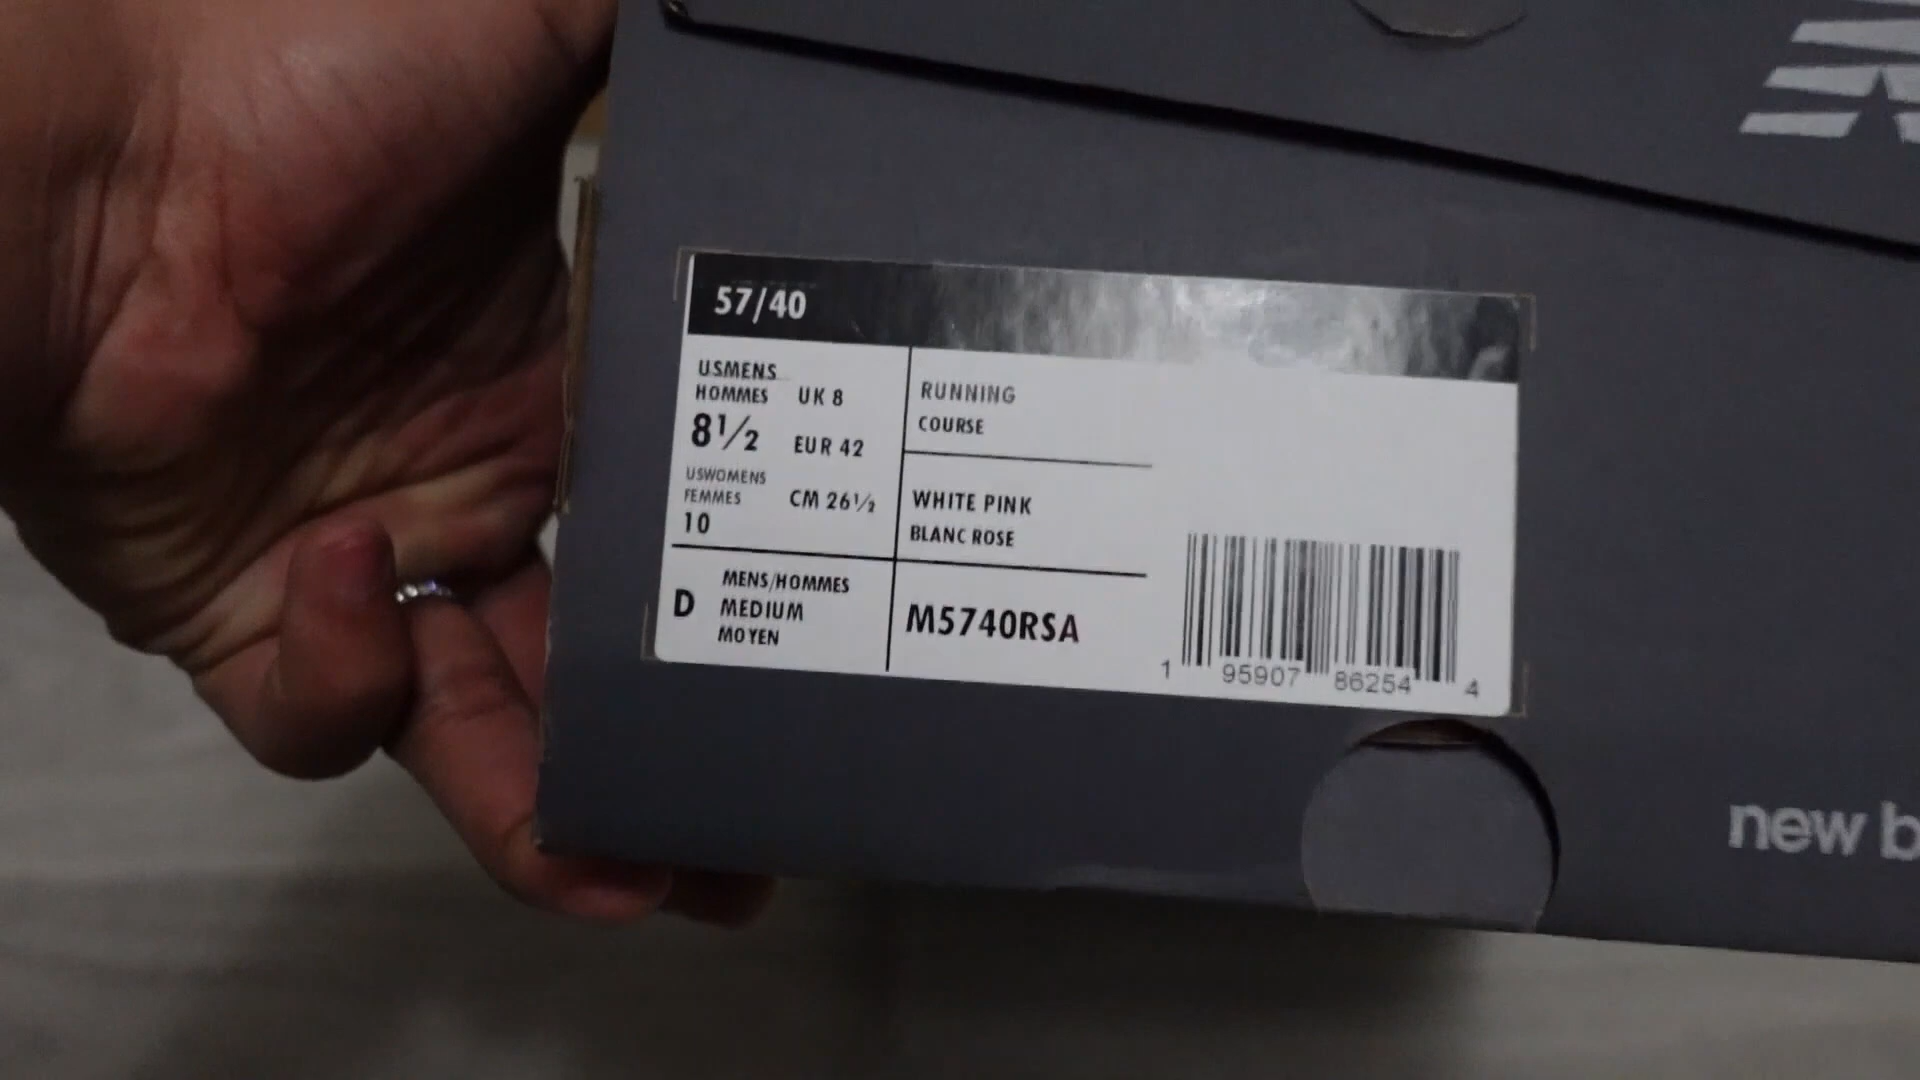 57/40
USMENS
HOMMES UK 8
8½ EUR 42
USWOMENS
FEMMES CM 26½
10
RUNNING
COURSE
WHITE PINK
BLANC ROSE
D MENS/HOMMES
MEDIUM
MOYEN
M5740RSA
1 95907 86254 4
new b